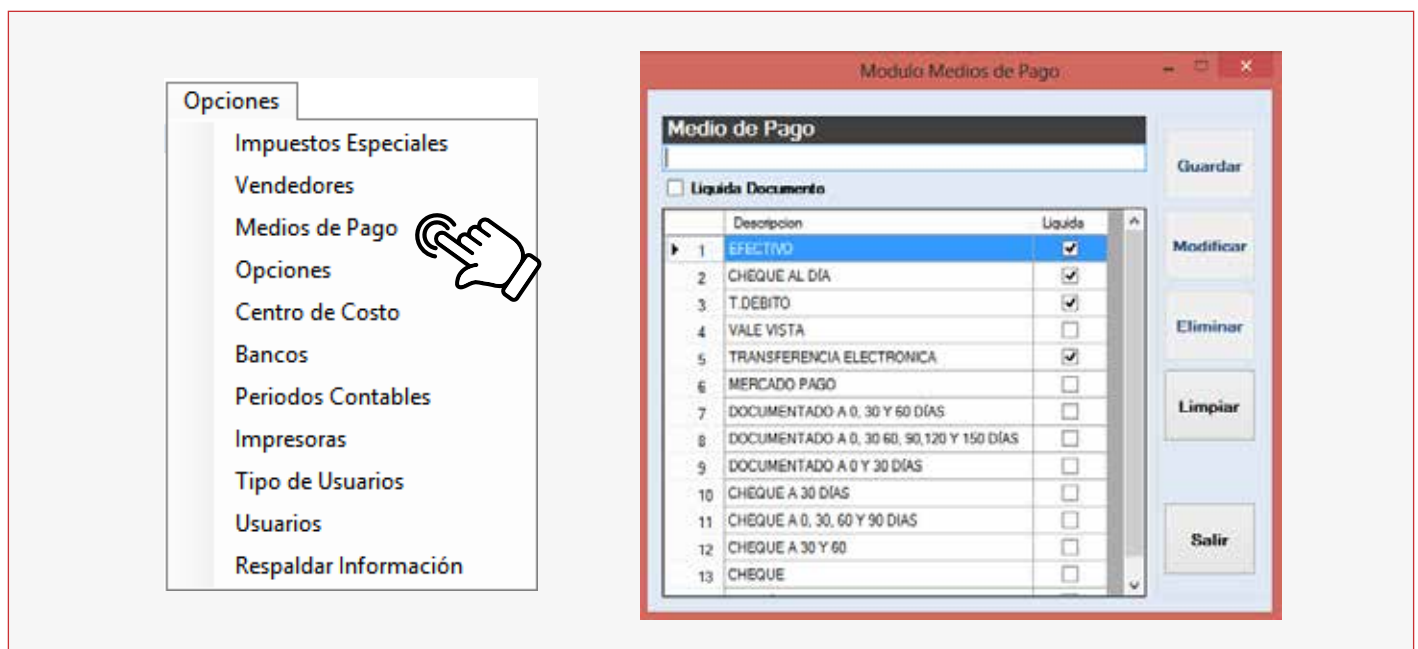 Opciones
Impuestos Especiales
Vendedores
Medios de Pago
Opciones
Centro de Costo
Bancos
Periodos Contables
Impresoras
Tipo de Usuarios
Usuarios
Respaldar Información
Modulo Medios de Pago
Medio de Pago
Liquida Documento
Descripcion Liquida
1 EFECTIVO
2 CHEQUE AL DÍA
3 T.DEBITO
4 VALE VISTA
5 TRANSFERENCIA ELECTRONICA
6 MERCADO PAGO
7 DOCUMENTADO A 0, 30 Y 60 DÍAS
8 DOCUMENTADO A 0, 30 60, 90,120 Y 150 DÍAS
9 DOCUMENTADO A 0 Y 30 DÍAS
10 CHEQUE A 30 DÍAS
11 CHEQUE A 0, 30, 60 Y 90 DIAS
12 CHEQUE A 30 Y 60
13 CHEQUE
Guardar
Modificar
Eliminar
Limpiar
Salir